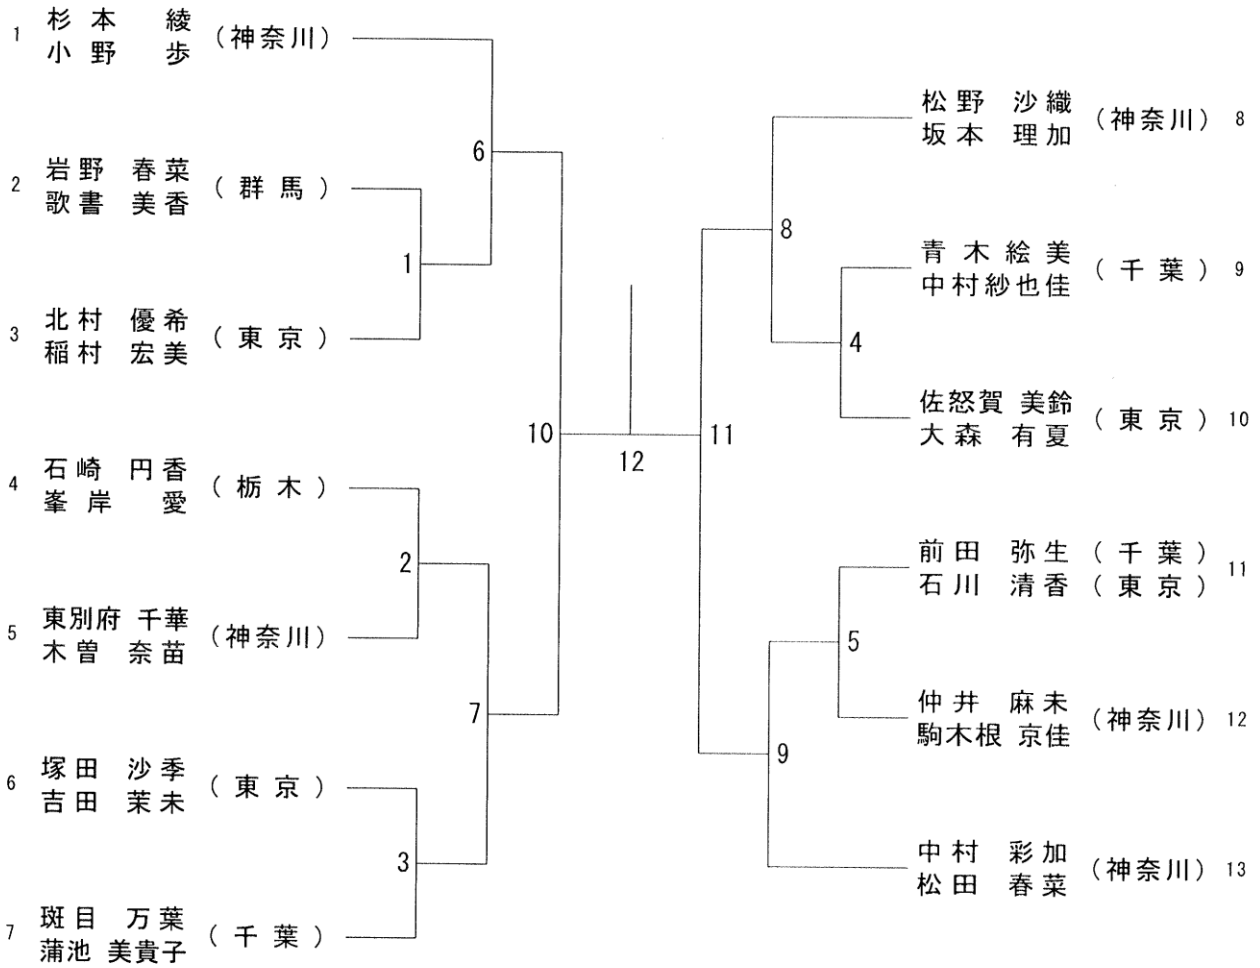 1 杉本 綾 (神奈川)
小野 歩
2 岩野 春菜 (群馬)
歌書 美香
3 北村 優希 (東京)
稲村 宏美
4 石崎 円香 (栃木)
峯岸 愛
5 東別府 千華 (神奈川)
木曽 奈苗
6 塚田 沙季 (東京)
吉田 茉未
7 斑目 万葉 (千葉)
蒲池 美貴子
6
1
10
2
7
3
12
8
4
11
5
9
松野 沙織 (神奈川) 8
坂本 理加
青木絵美 (千葉) 9
中村紗也佳
佐怒賀 美鈴 (東京) 10
大森 有夏
前田 弥生 (千葉) 11
石川 清香 (東京)
仲井 麻未 (神奈川) 12
駒木根 京佳
中村 彩加 (神奈川) 13
松田 春菜